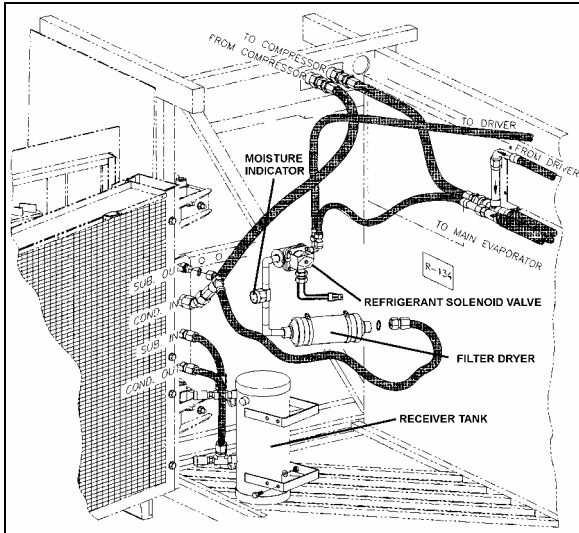 TO COMPRESSOR
FROM COMPRESSOR
TO DRIVER
FROM DRIVER
MOISTURE
INDICATOR
TO MAIN EVAPORATOR
R-134
SUB. OUT
COND. IN
SUB. IN
COND. OUT
REFRIGERANT SOLENOID VALVE
FILTER DRYER
RECEIVER TANK